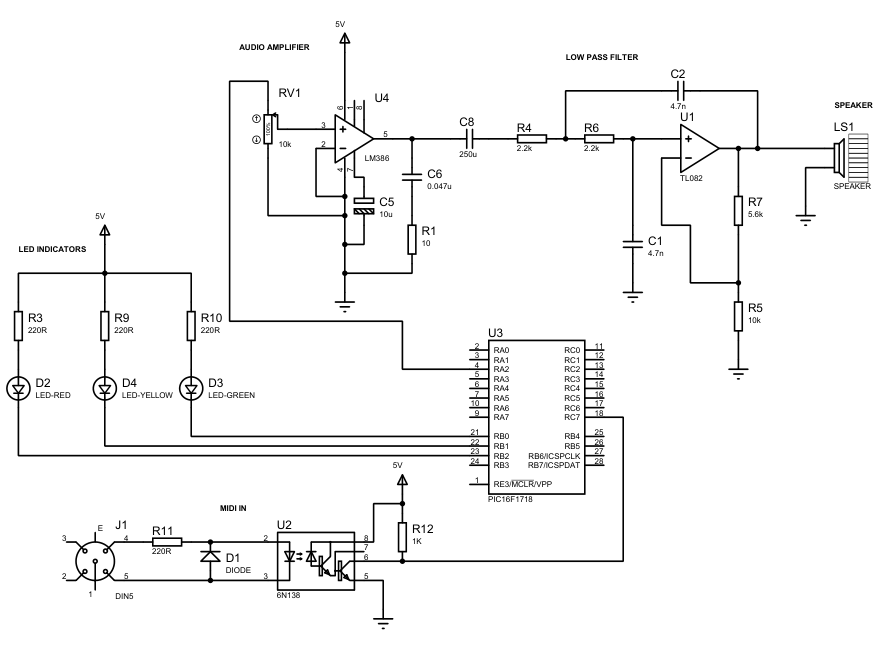 5V
AUDIO AMPLIFIER
LOW PASS FILTER
C2
4.7n
RV1
100%
10k
U4
6
1
8
3
2
4
7
5
LM386
C8
250u
R4
2.2k
R6
2.2k
U1
TL082
SPEAKER
LS1
SPEAKER
C6
0.047u
C5
10u
R1
10
C1
4.7n
R7
5.6k
R5
10k
5V
LED INDICATORS
R3
220R
R9
220R
R10
220R
D2
LED-RED
D4
LED-YELLOW
D3
LED-GREEN
U3
2 RA0 RC0 11
3 RA1 RC1 12
4 RA2 RC2 13
5 RA3 RC3 14
6 RA4 RC4 15
7 RA5 RC5 16
10 RA6 RC6 17
9 RA7 RC7 18
21 RB0 RB4 25
22 RB1 RB5 26
23 RB2 RB6/ICSPCLK 27
24 RB3 RB7/ICSPDAT 28
1 RE3/MCLR/VPP
PIC16F1718
5V
MIDI IN
J1
E
3
4
2
5
1
DIN5
R11
220R
D1
DIODE
U2
2
3
8
7
6
5
6N138
R12
1K